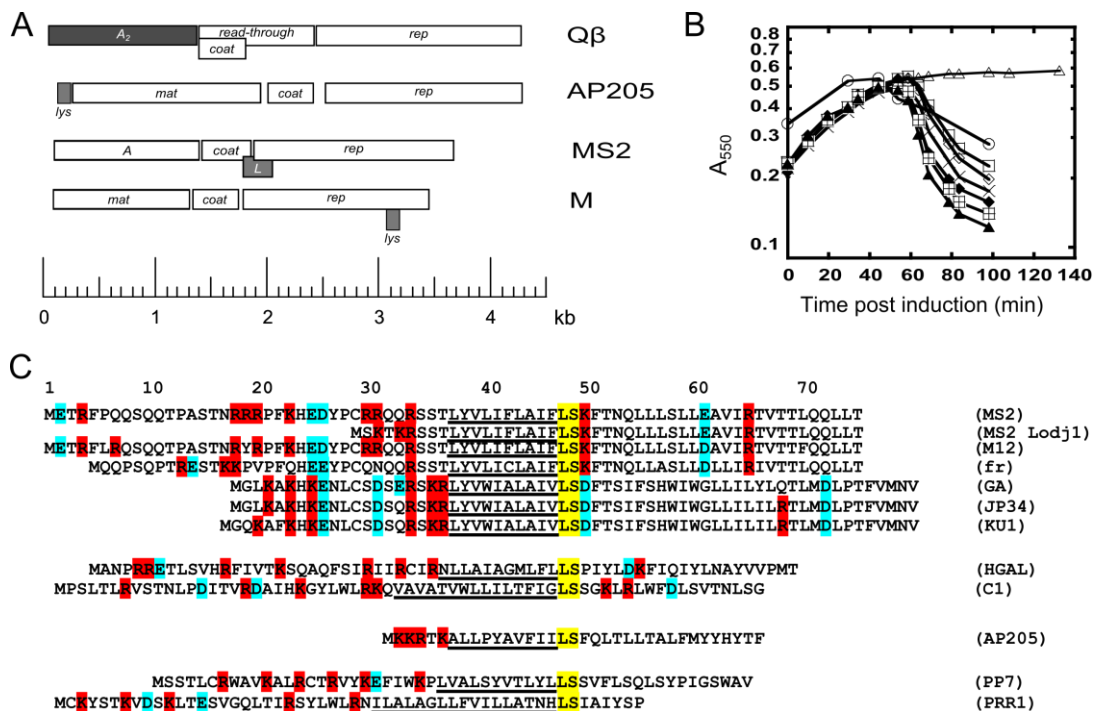 A
A₂ read-through rep Qβ
coat
mat coat rep AP205
lys
A coat rep MS2
L
mat coat rep M
lys
0 1 2 3 4 kb
B
0.8
0.7
0.6
0.5
0.4
0.3
0.2
0.1
A₅₅₀
0 20 40 60 80 100 120 140
Time post induction (min)
C
1 10 20 30 40 50 60 70
METRFPQQSQQTPASTNRRRPFKHEDYPCRRQQRSSTLYVLIFLAIFLSKFTNQLLLSLLEAVIRTVTTLQQLLT (MS2)
MSKTKRSSTLYVLIFLAIFLSKFTNQLLLSLLEAVIRTVTTLQQLLT (MS2 Lodj1)
METRFLRQSQQTPASTNRYRPFKHEDYPCRRQQRSSTLYVLIFLAIFLSKFTNQLLLSLLEAVIRTVTTFQQLLT (M12)
MQQPSQPTRESTKKPVPFQHEEYPCQNQQRSSTLYVLICLAIFLSKFTNQLLASLLDLLIRIVTTLQQLLT (fr)
MGLKAKHKENLCSDSERSKRLYVWIALAIVLSDFTSIFSHWIWGLLILYLQTLMDLPTFVMNV (GA)
MGLKAKHKENLCSDSQRSKRLYVWIALAIVLSDFTSIFSHWIWGLLILILRTLMDLPTFVMNV (JP34)
MGQKAFHKENLCSDSQRSKRLYVWIALAIVLSDFTSIFSHWIWGLLILILRTLMDLPTFVMNV (KU1)
MANPRRETLSVHRFIVTKSQAQFSIRIIRCIRNLLAIAGMLFLLSPIYLDKFIQIYLNAYVVPMT (HGAL)
MPSLTLRVSTNLPDITVRDAIHKGYLWLRKQVAVATVWLLILTFIGLSSGKLRLWFDLSVTNLSG (C1)
MKKRTKALLPYAVFIILSFQLTLLTALFMYYHYTF (AP205)
MSSTLCRWAVKALRCTRVYKEFIWKPLVALSYVTLYLLSSVFLSQLSYPIGSWAV (PP7)
MCKYSTKVDSKLTESVGQLTIRSYLWLRNILALAGLLFVILLATNHLSIAIYSP (PRR1)